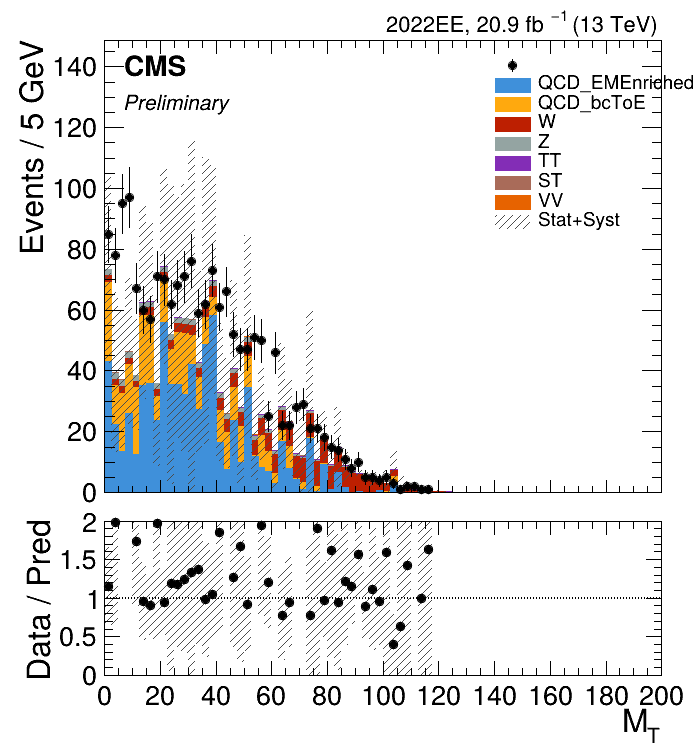 2022EE, 20.9 fb⁻¹ (13 TeV)
CMS
Preliminary
QCD_EMEnriched
QCD_bcToE
W
Z
TT
ST
VV
Stat+Syst
Events / 5 GeV
140
120
100
80
60
40
20
0
Data / Pred
2
1.5
1
0.5
0
0 20 40 60 80 100 120 140 160 180 200
M_T